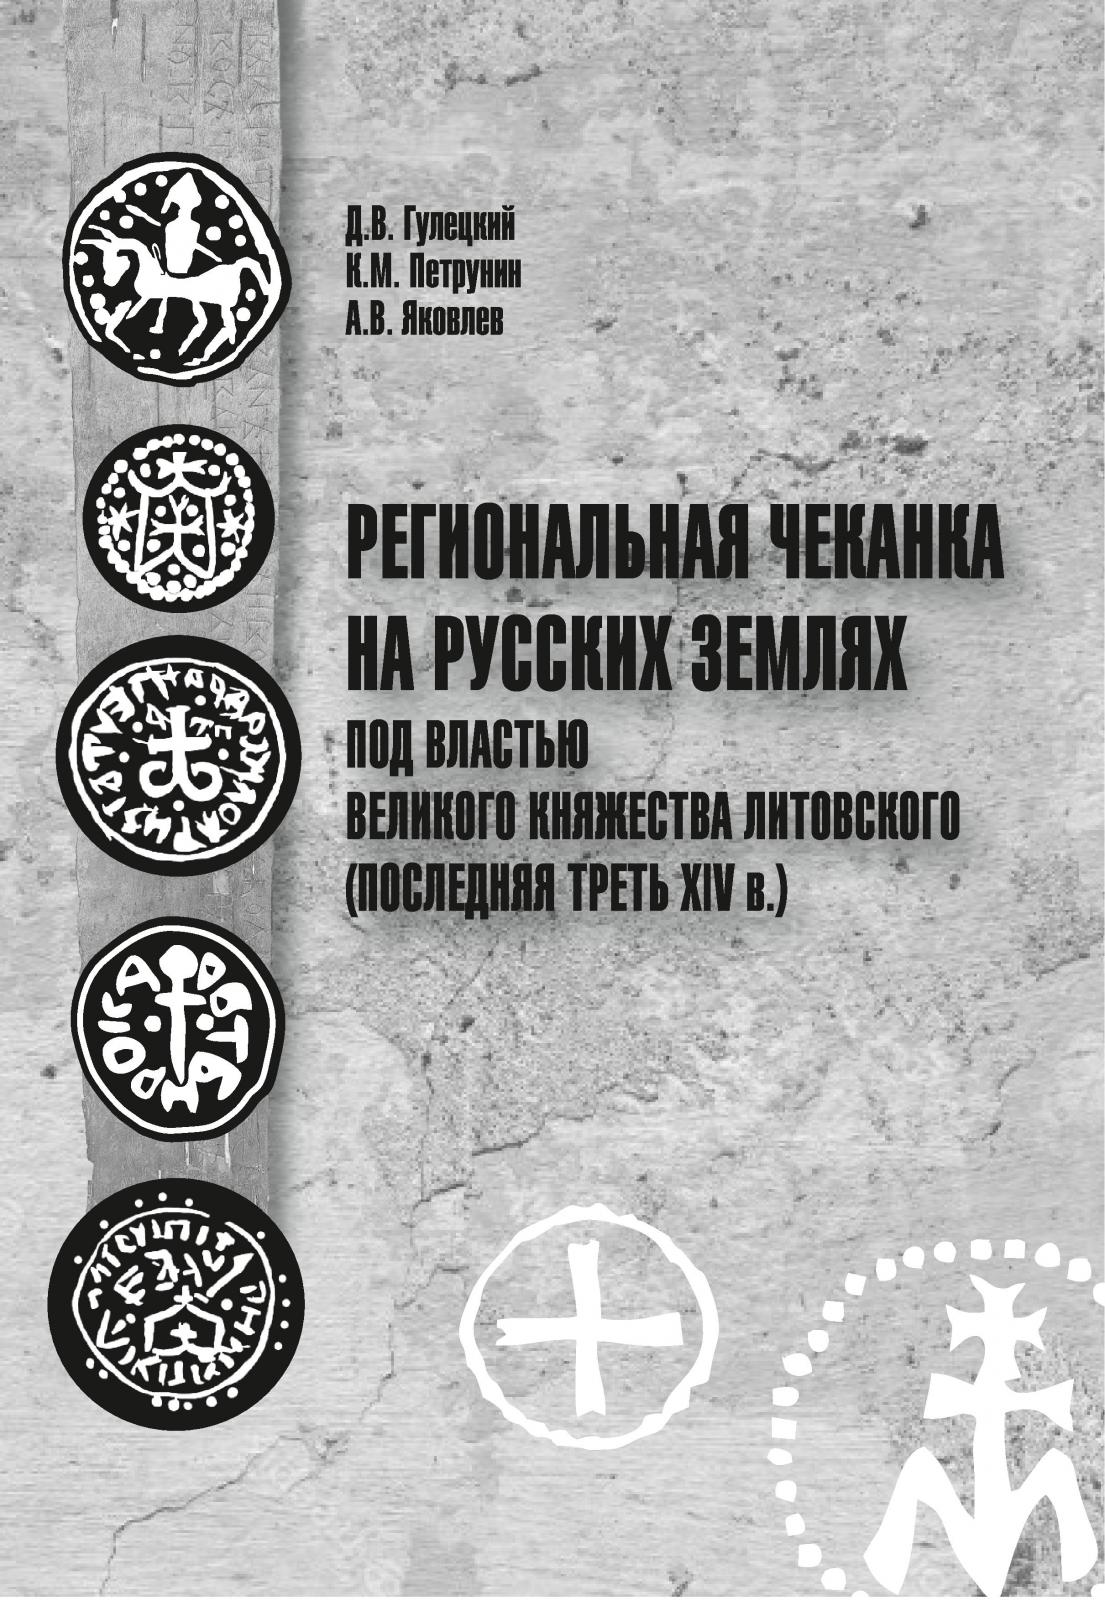 Д.В. Гулецкий
К.М. Петрунин
А.В. Яковлев
РЕГИОНАЛЬНАЯ ЧЕКАНКА
НА РУССКИХ ЗЕМЛЯХ
ПОД ВЛАСТЬЮ
ВЕЛИКОГО КНЯЖЕСТВА ЛИТОВСКОГО
(ПОСЛЕДНЯЯ ТРЕТЬ XIV в.)